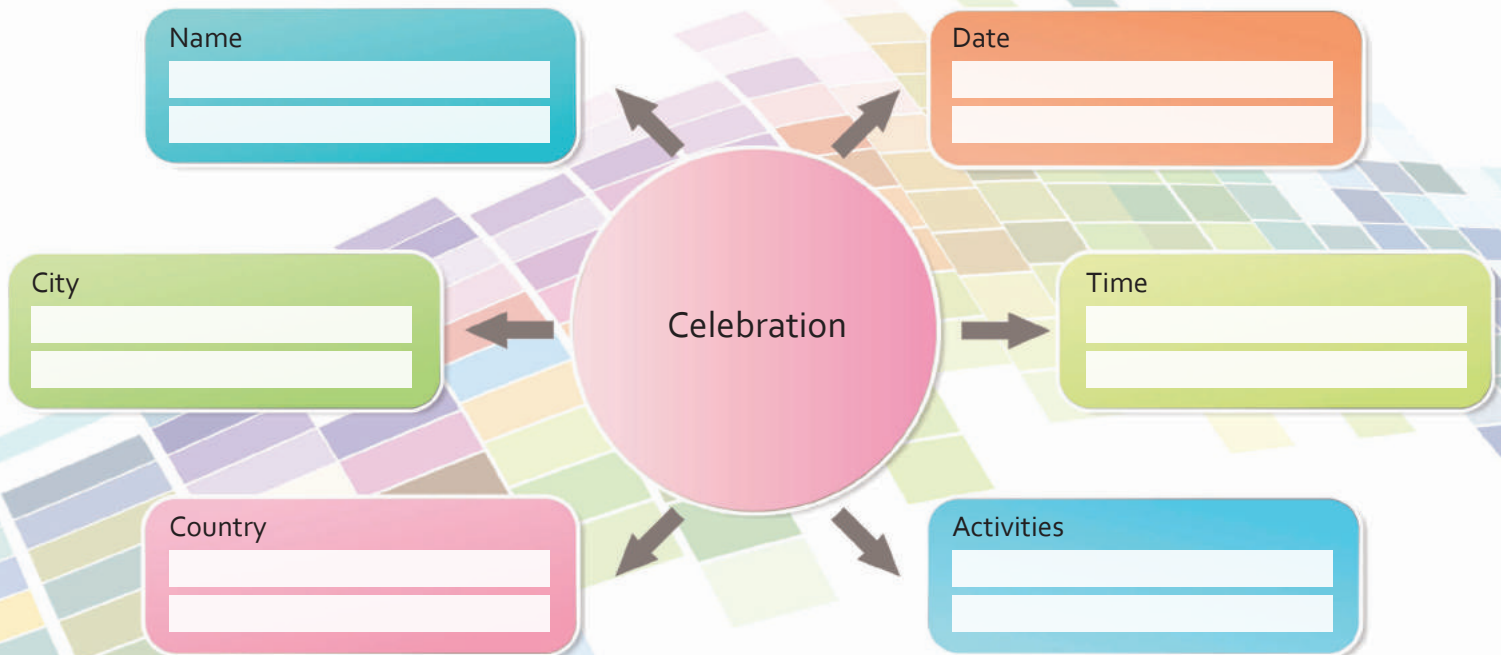 Name
Date
City
Time
Celebration
Country
Activities